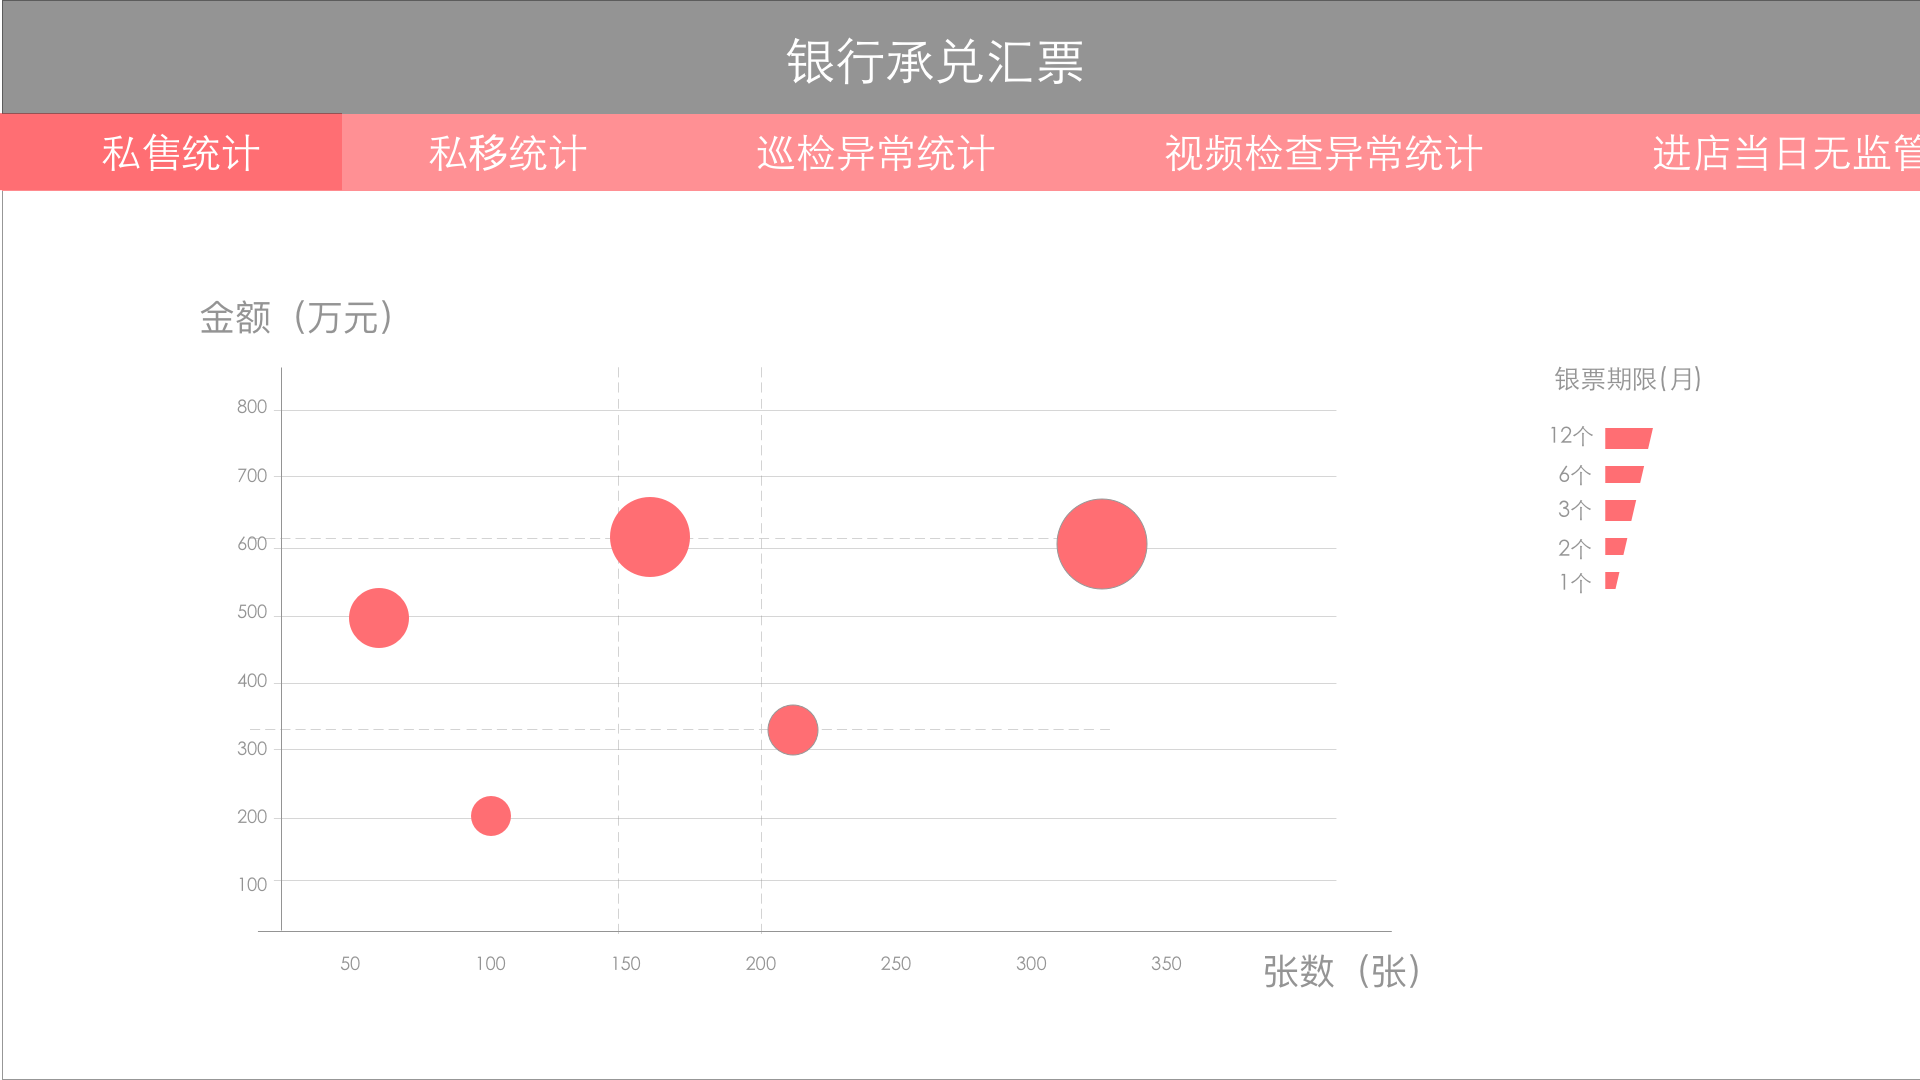 银行承兑汇票
私售统计 私移统计 巡检异常统计 视频检查异常统计 进店当日无监管
金额（万元）
银票期限(月)
800
12个
700
6个
3个
600
2个
1个
500
400
300
200
100
50 100 150 200 250 300 350
张数（张）